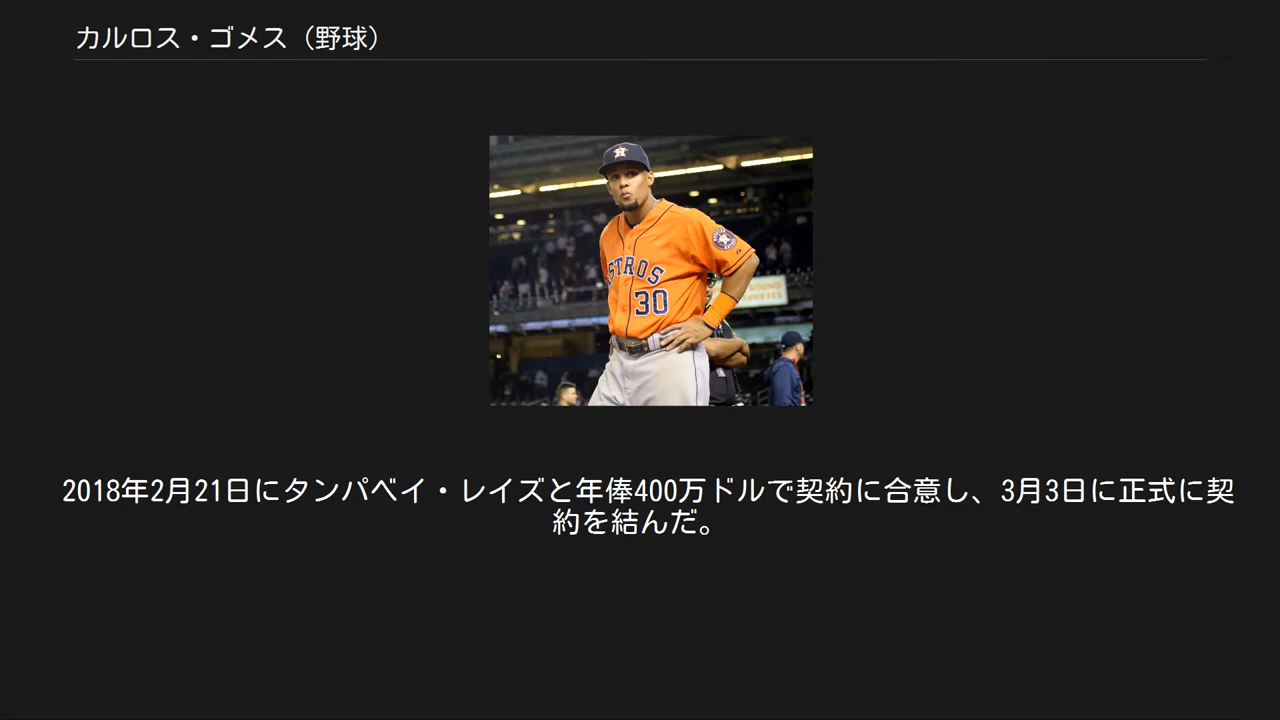 カルロス・ゴメス（野球）
STROS
30
2018年2月21日にタンパベイ・レイズと年俸400万ドルで契約に合意し、3月3日に正式に契
約を結んだ。